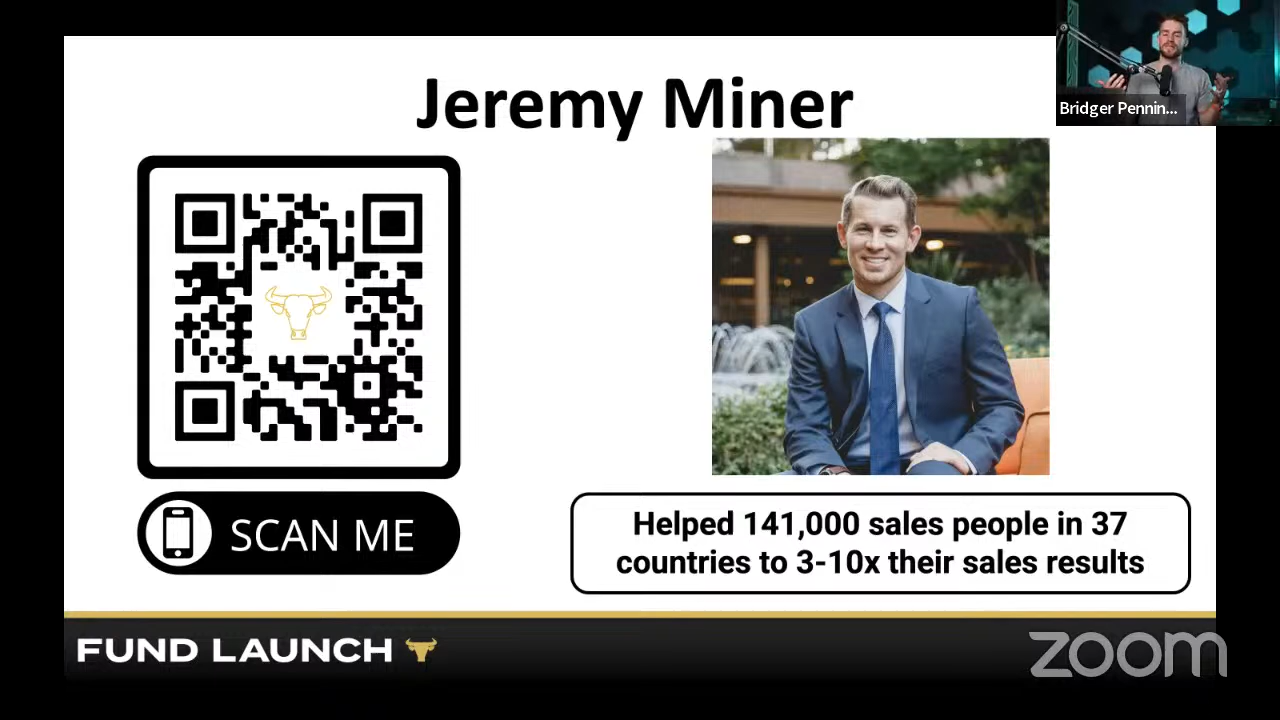 Jeremy Miner
Bridger Pennin...
SCAN ME
Helped 141,000 sales people in 37
countries to 3-10x their sales results
FUND LAUNCH
zoom